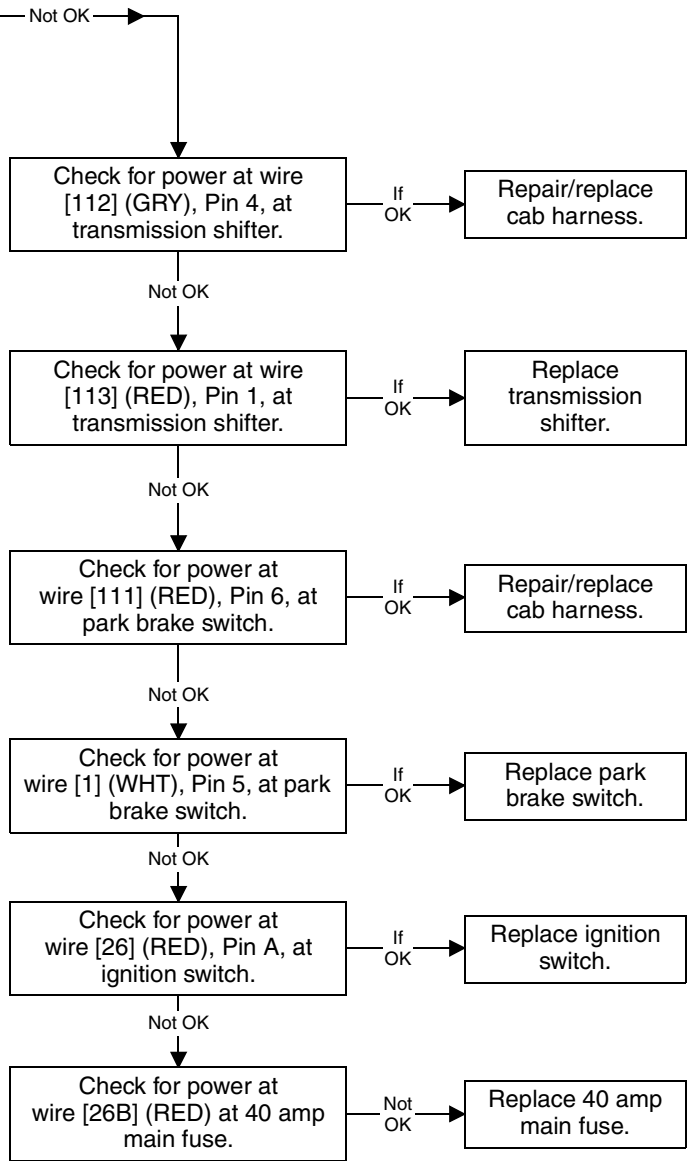 Not OK
Check for power at wire
[112] (GRY), Pin 4, at
transmission shifter.
If
OK
Repair/replace
cab harness.
Not OK
Check for power at wire
[113] (RED), Pin 1, at
transmission shifter.
If
OK
Replace
transmission
shifter.
Not OK
Check for power at
wire [111] (RED), Pin 6, at
park brake switch.
If
OK
Repair/replace
cab harness.
Not OK
Check for power at
wire [1] (WHT), Pin 5, at park
brake switch.
If
OK
Replace park
brake switch.
Not OK
Check for power at
wire [26] (RED), Pin A, at
ignition switch.
If
OK
Replace ignition
switch.
Not OK
Check for power at
wire [26B] (RED) at 40 amp
main fuse.
Not
OK
Replace 40 amp
main fuse.